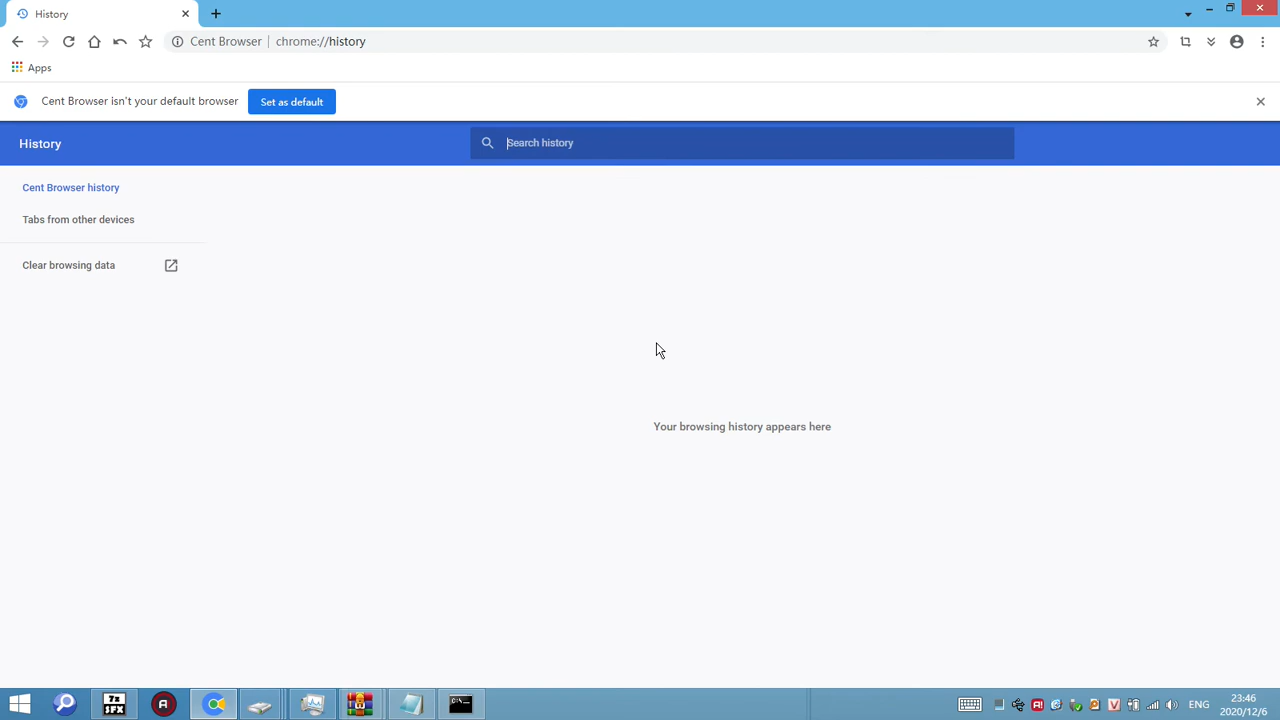 History
Cent Browser
chrome://history
Apps
Cent Browser isn't your default browser
Set as default
History
Search history
Cent Browser history
Tabs from other devices
Clear browsing data
Your browsing history appears here
7z
SFX
A
C:\_
A!
V
ENG
23:46
2020/12/6